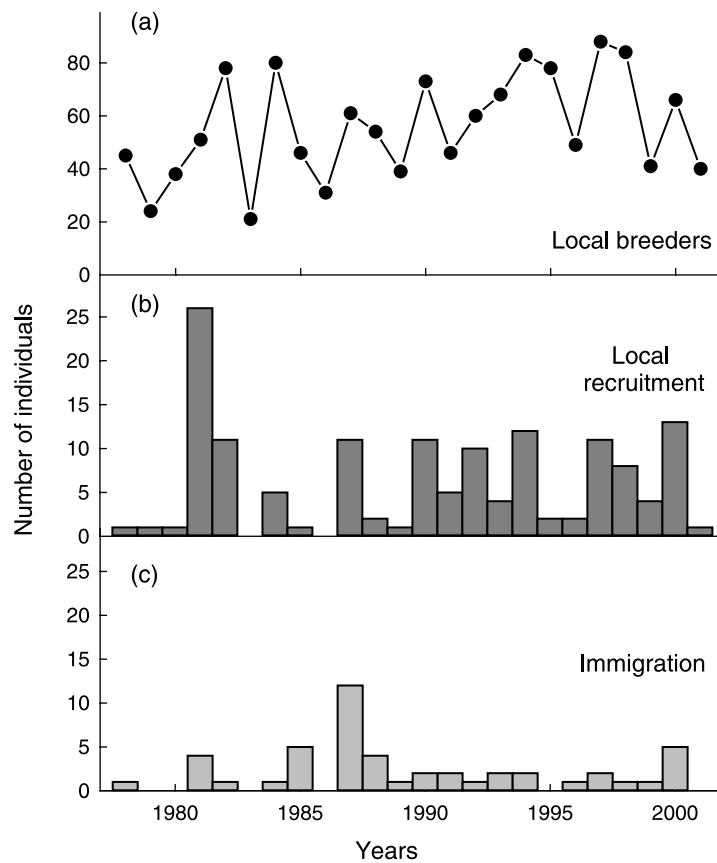 (a)
80
60
40
20
0
Local breeders
(b)
25
20
15
10
5
0
Local
recruitment
Number of individuals
(c)
25
20
15
10
5
0
Immigration
1980 1985 1990 1995 2000
Years